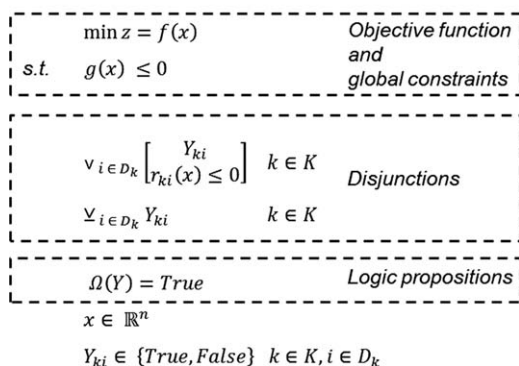 min z = f(x) Objective function
and
s.t. g(x) ≤ 0 global constraints
∨ i ∈ D_k [ Y_ki r_ki(x) ≤ 0 ] k ∈ K
Disjunctions
⊻ i ∈ D_k Y_ki k ∈ K
Ω(Y) = True Logic propositions
x ∈ ℝ^n
Y_ki ∈ {True, False} k ∈ K, i ∈ D_k